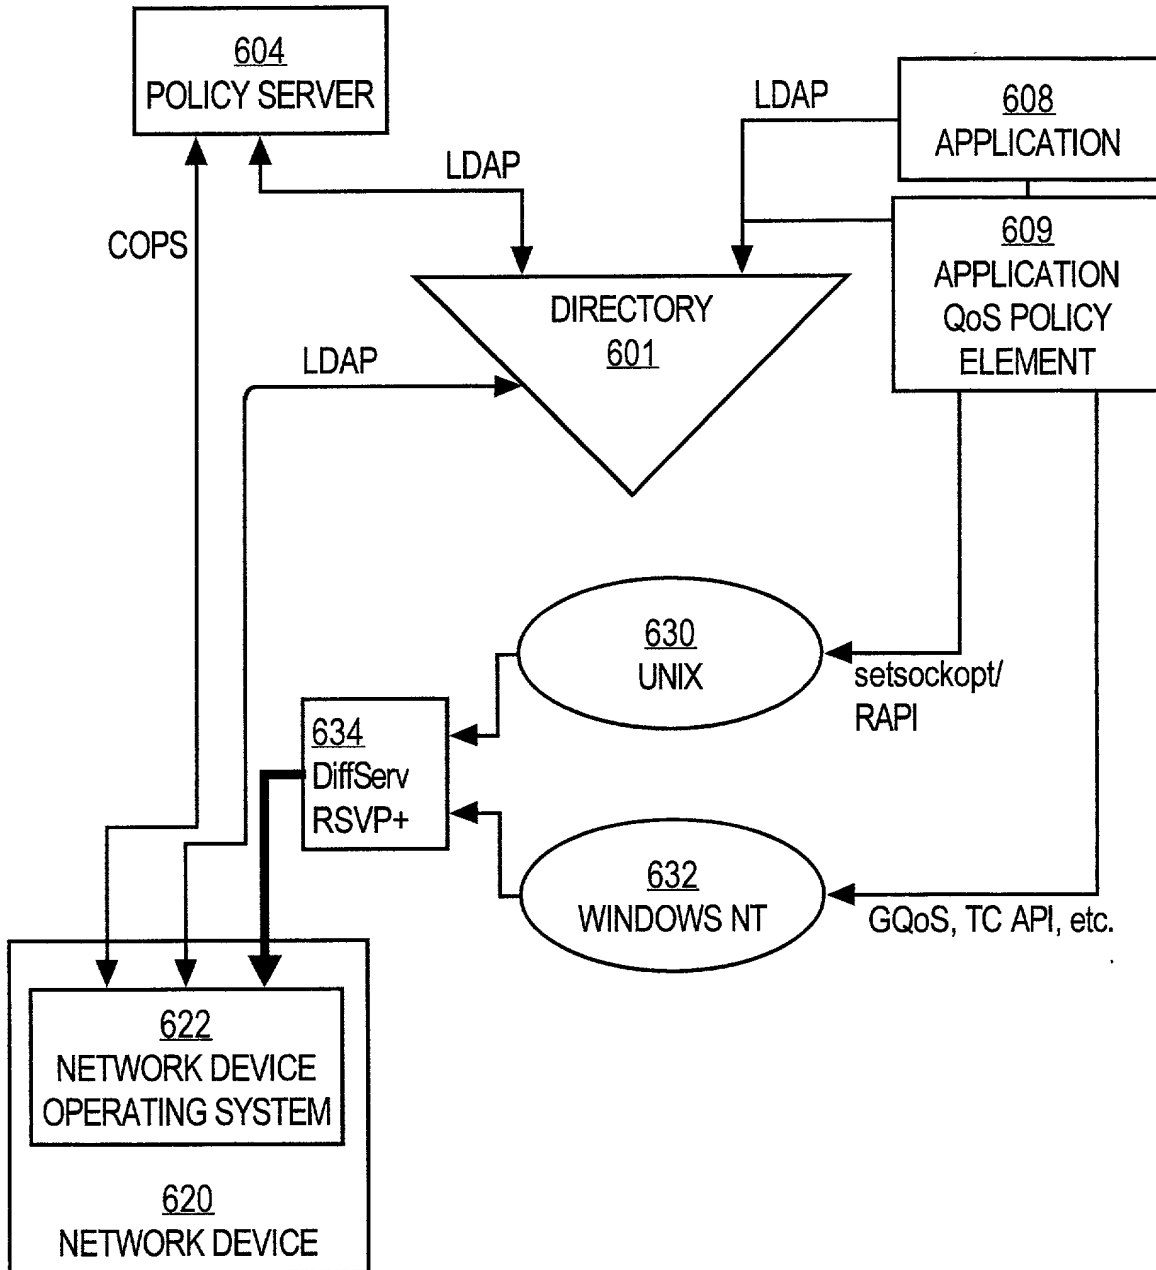 604
POLICY SERVER
LDAP
608
APPLICATION
LDAP
COPS
609
APPLICATION
QoS POLICY
ELEMENT
DIRECTORY
601
LDAP
630
UNIX
setsockopt/
RAPI
634
DiffServ
RSVP+
632
WINDOWS NT
GQoS, TC API, etc.
622
NETWORK DEVICE
OPERATING SYSTEM
620
NETWORK DEVICE